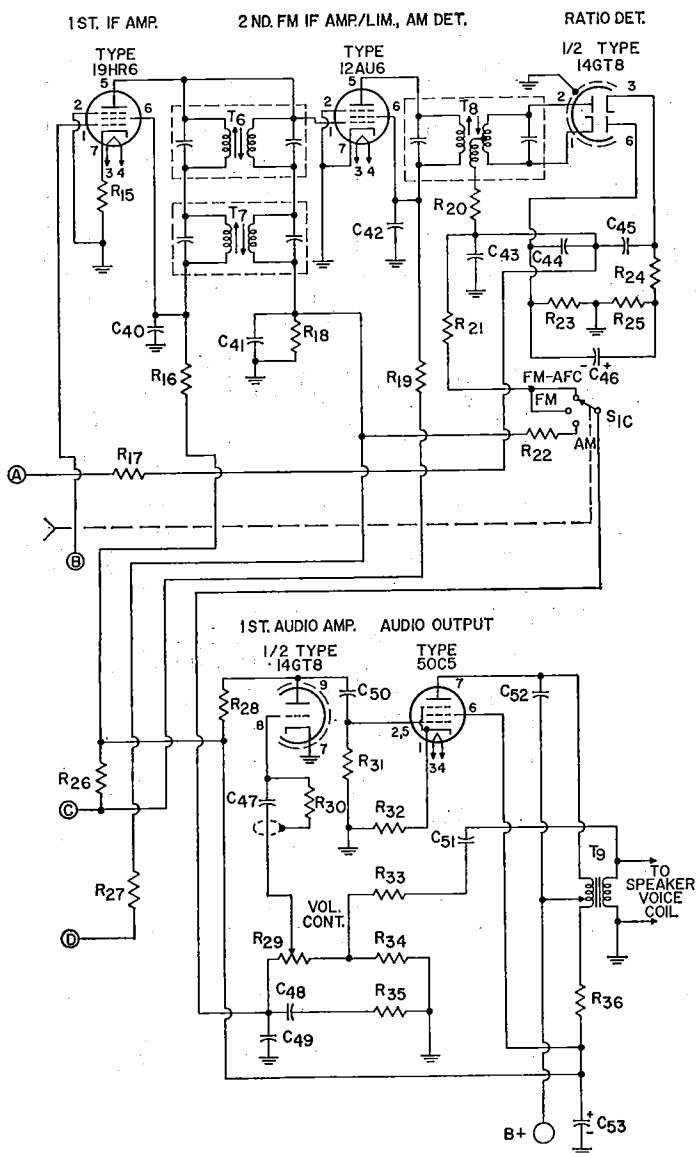 1ST. IF AMP.
2 ND. FM IF AMP./LIM., AM DET.
RATIO DET.
TYPE
19HR6
TYPE
12AU6
1/2 TYPE
14GT8
5
2
6
1
7
3 4
R15
T6
T7
5
2
6
1
7
3 4
C42
T8
2
3
1
6
R20
C43
C44
C45
R24
R23
R25
C46
- +
C40
C41
R18
R16
R19
R21
FM-AFC
FM
S1C
AM
R22
A
R17
B
1ST. AUDIO AMP.
AUDIO OUTPUT
1/2 TYPE
14GT8
TYPE
50C5
9
8
7
C50
7
2,5
6
1
34
C52
R28
R31
R26
C47
R30
R32
C
C51
R27
R33
T9
TO
SPEAKER
VOICE
COIL
VOL.
CONT.
D
R29
R34
C48
R35
R36
C49
B+
+
-
C53